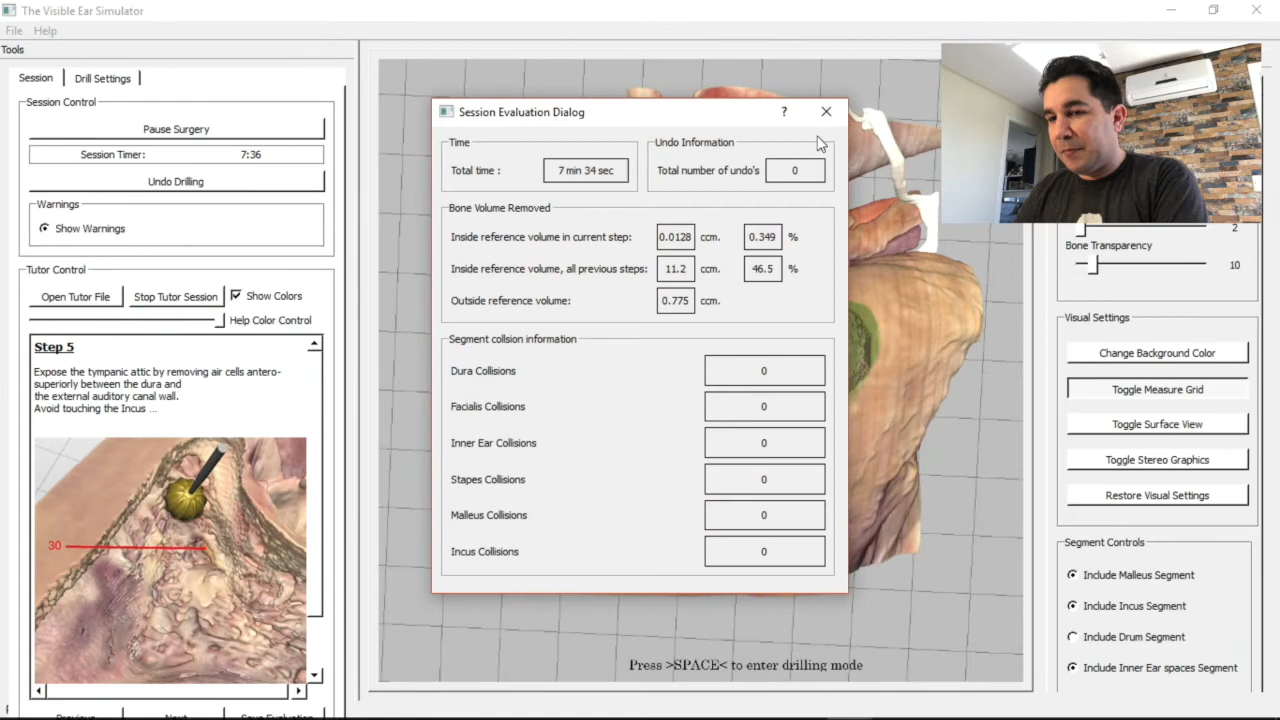 The Visible Ear Simulator
File Help
Tools
Session Drill Settings
Session Control
Pause Surgery
Session Timer: 7:36
Undo Drilling
Warnings
Show Warnings
Tutor Control
Open Tutor File Stop Tutor Session Show Colors
Help Color Control
Step 5
Expose the tympanic attic by removing air cells antero-
superiorly between the dura and
the external auditory canal wall.
Avoid touching the Incus ...
30
Previous Next Save Evaluation
Session Evaluation Dialog ?
Time
Total time : 7 min 34 sec
Undo Information
Total number of undo's 0
Bone Volume Removed
Inside reference volume in current step: 0.0128 ccm. 0.349 %
Inside reference volume, all previous steps: 11.2 ccm. 46.5 %
Outside reference volume: 0.775 ccm.
Segment collsion information
Dura Collisions 0
Facialis Collisions 0
Inner Ear Collisions 0
Stapes Collisions 0
Malleus Collisions 0
Incus Collisions 0
Press >SPACE< to enter drilling mode
2
Bone Transparency
10
Visual Settings
Change Background Color
Toggle Measure Grid
Toggle Surface View
Toggle Stereo Graphics
Restore Visual Settings
Segment Controls
Include Malleus Segment
Include Incus Segment
Include Drum Segment
Include Inner Ear spaces Segment